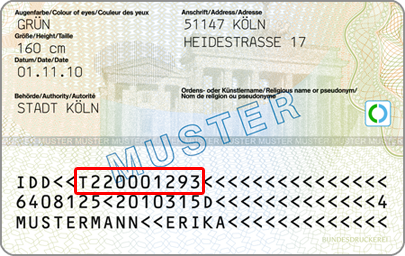 Augenfarbe/Colour of eyes/Couleur des yeux
GRÜN
Größe/Height/Taille
160 cm
Datum/Date/Date
01.11.10
Behörde/Authority/Autorité
STADT KÖLN
Anschrift/Address/Adresse
51147 KÖLN
HEIDESTRASSE 17
Ordens- oder Künstlername/Religious name or pseudonym/
Nom de religion ou pseudonyme
MUSTER
IDD<<T220001293<<<<<<<<<<<<<<<
6408125<2010315D<<<<<<<<<<<<<4
MUSTERMANN<<ERIKA<<<<<<<<<<<<<
BUNDESDRUCKEREI